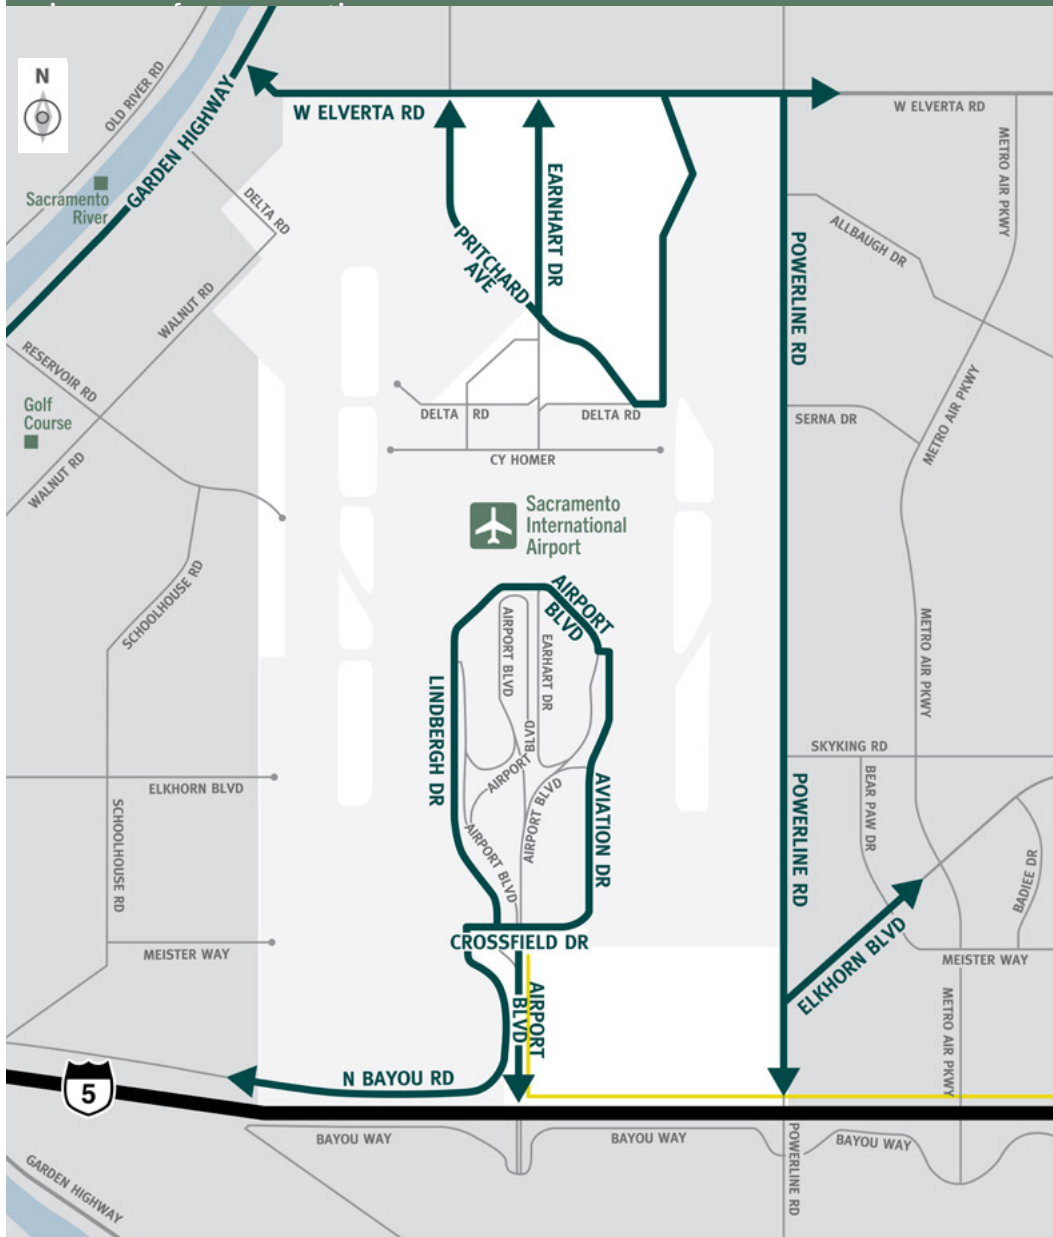 N
OLD RIVER RD
GARDEN HIGHWAY
W ELVERTA RD
W ELVERTA RD
Sacramento
River
DELTA RD
WALNUT RD
EARNHART DR
PRITCHARD
AVE
POWERLINE RD
ALLBAUGH DR
METRO AIR PKWY
RESERVOIR RD
Golf
Course
WALNUT RD
DELTA RD
DELTA RD
CY HOMER
SERNA DR
METRO AIR PKWY
Sacramento
International
Airport
SCHOOLHOUSE RD
AIRPORT
BLVD
AIRPORT BLVD
EARHART DR
LINDBERGH DR
BLVD
AIRPORT
AIRPORT BLVD
AIRPORT BLVD
AVIATION DR
METRO AIR PKWY
SKYKING RD
BEAR PAW DR
POWERLINE RD
BADIEE DR
ELKHORN BLVD
SCHOOLHOUSE RD
MEISTER WAY
CROSSFIELD DR
ELKHORN BLVD
MEISTER WAY
AIRPORT
BLVD
METRO AIR PKWY
N BAYOU RD
5
BAYOU WAY
BAYOU WAY
POWERLINE RD
BAYOU WAY
GARDEN HIGHWAY